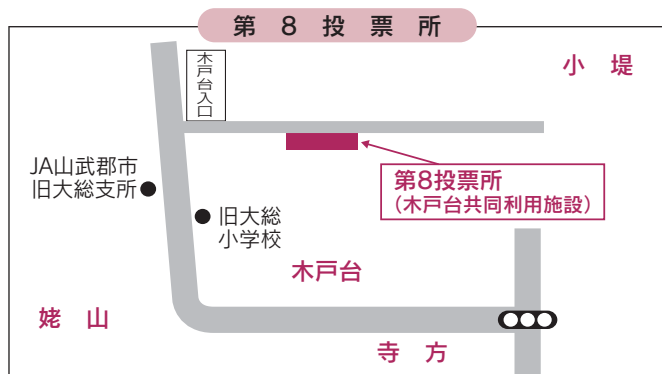 第8投票所
木戸台入口
小堤
JA山武郡市
旧大総支所
第8投票所
（木戸台共同利用施設）
旧大総
小学校
木戸台
姥山
寺方